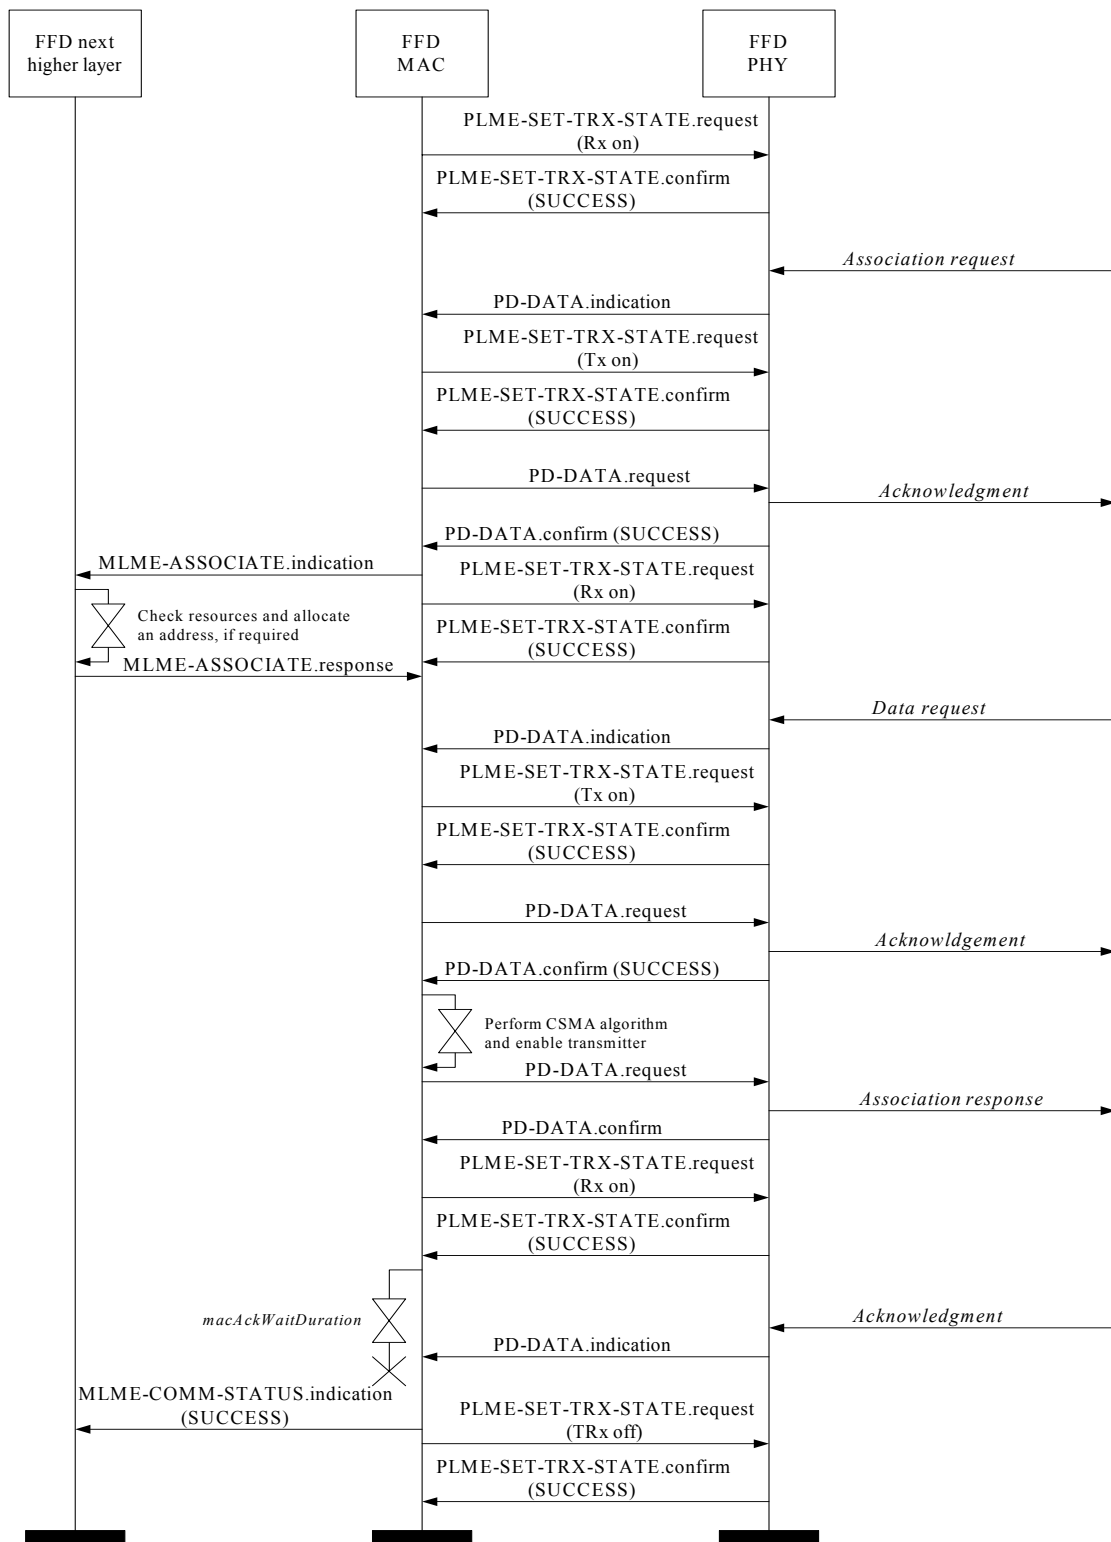 FFD next
higher layer
FFD
MAC
FFD
PHY
PLME-SET-TRX-STATE.request
(Rx on)
PLME-SET-TRX-STATE.confirm
(SUCCESS)
Association request
PD-DATA.indication
PLME-SET-TRX-STATE.request
(Tx on)
PLME-SET-TRX-STATE.confirm
(SUCCESS)
PD-DATA.request
Acknowledgment
PD-DATA.confirm (SUCCESS)
MLME-ASSOCIATE.indication
PLME-SET-TRX-STATE.request
(Rx on)
Check resources and allocate
an address, if required
PLME-SET-TRX-STATE.confirm
(SUCCESS)
MLME-ASSOCIATE.response
Data request
PD-DATA.indication
PLME-SET-TRX-STATE.request
(Tx on)
PLME-SET-TRX-STATE.confirm
(SUCCESS)
PD-DATA.request
Acknowldgement
PD-DATA.confirm (SUCCESS)
Perform CSMA algorithm
and enable transmitter
PD-DATA.request
Association response
PD-DATA.confirm
PLME-SET-TRX-STATE.request
(Rx on)
PLME-SET-TRX-STATE.confirm
(SUCCESS)
macAckWaitDuration
Acknowledgment
PD-DATA.indication
MLME-COMM-STATUS.indication
(SUCCESS)
PLME-SET-TRX-STATE.request
(TRx off)
PLME-SET-TRX-STATE.confirm
(SUCCESS)